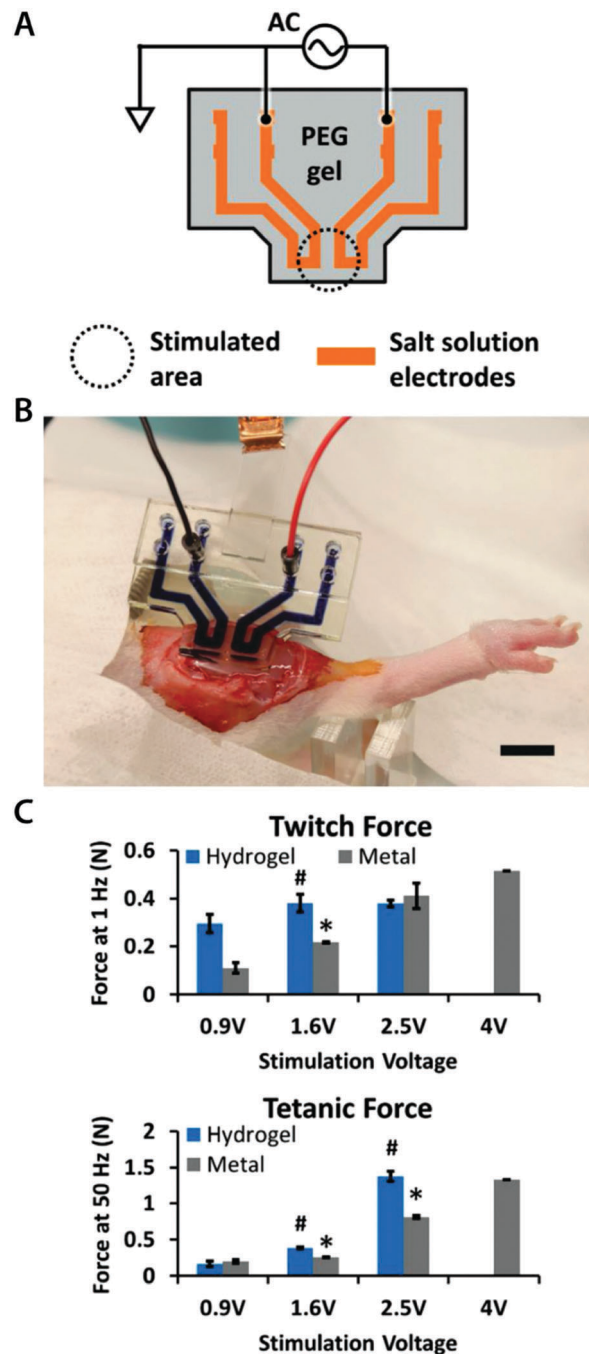 A
AC
PEG
gel
Stimulated
area
Salt solution
electrodes
B
C
Twitch Force
Hydrogel
Metal
#
*
Force at 1 Hz (N)
0.6
0.4
0.2
0
0.9V
1.6V
2.5V
4V
Stimulation Voltage
Tetanic Force
Hydrogel
Metal
#
*
#
*
Force at 50 Hz (N)
2
1.5
1
0.5
0
0.9V
1.6V
2.5V
4V
Stimulation Voltage